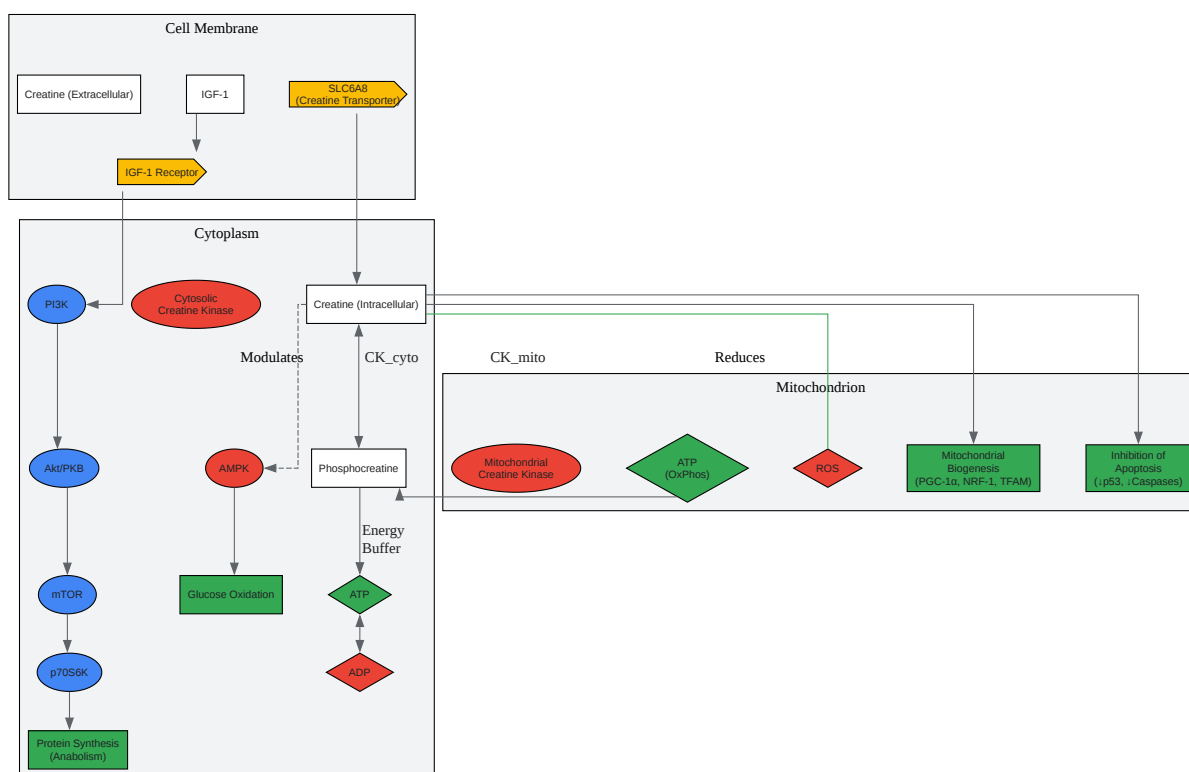 Cell Membrane
Creatine (Extracellular)
IGF-1
SLC6A8
(Creatine Transporter)
IGF-1 Receptor
Cytoplasm
PI3K
Cytosolic
Creatine Kinase
Creatine (Intracellular)
Modulates
CK_cyto
CK_mito
Reduces
Mitochondrion
Akt/PKB
AMPK
Phosphocreatine
Mitochondrial
Creatine Kinase
ATP
(OxPhos)
ROS
Mitochondrial
Biogenesis
(PGC-1α, NRF-1, TFAM)
Inhibition of
Apoptosis
(↓p53, ↓Caspases)
Energy
Buffer
mTOR
Glucose Oxidation
ATP
p70S6K
ADP
Protein Synthesis
(Anabolism)